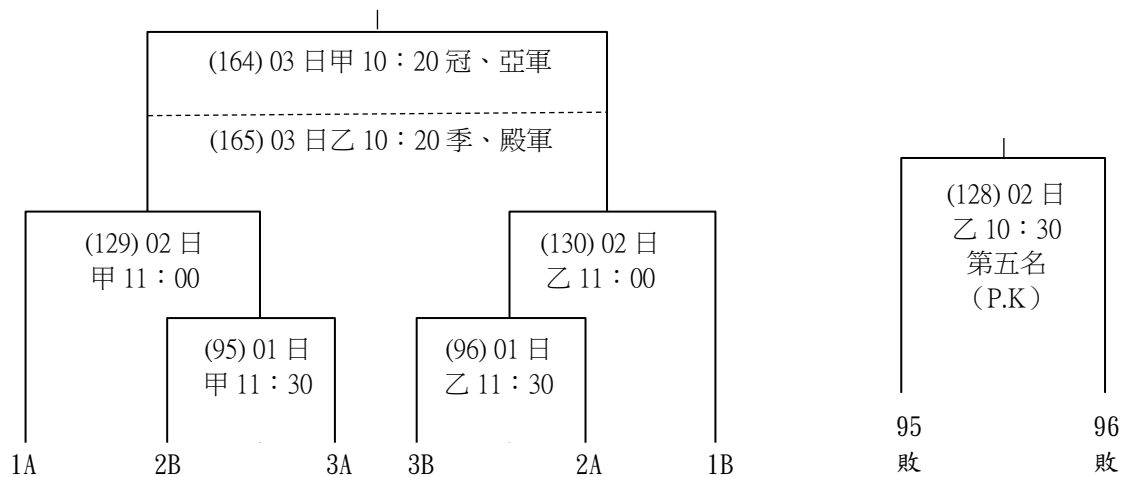 (164) 03 日甲 10：20 冠、亞軍
(165) 03 日乙 10：20 季、殿軍
(129) 02 日
甲 11：00
(130) 02 日
乙 11：00
(95) 01 日
甲 11：30
(96) 01 日
乙 11：30
1A 2B 3A 3B 2A 1B
(128) 02 日
乙 10：30
第五名
（P.K）
95 96
敗 敗